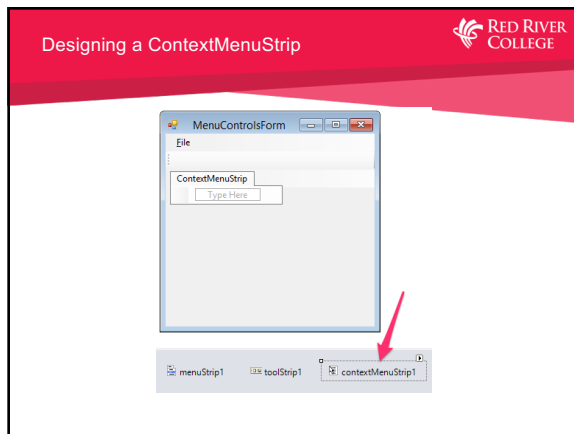 Designing a ContextMenuStrip
RED RIVER
COLLEGE
MenuControlsForm
File
ContextMenuStrip
Type Here
menuStrip1
toolStrip1
contextMenuStrip1